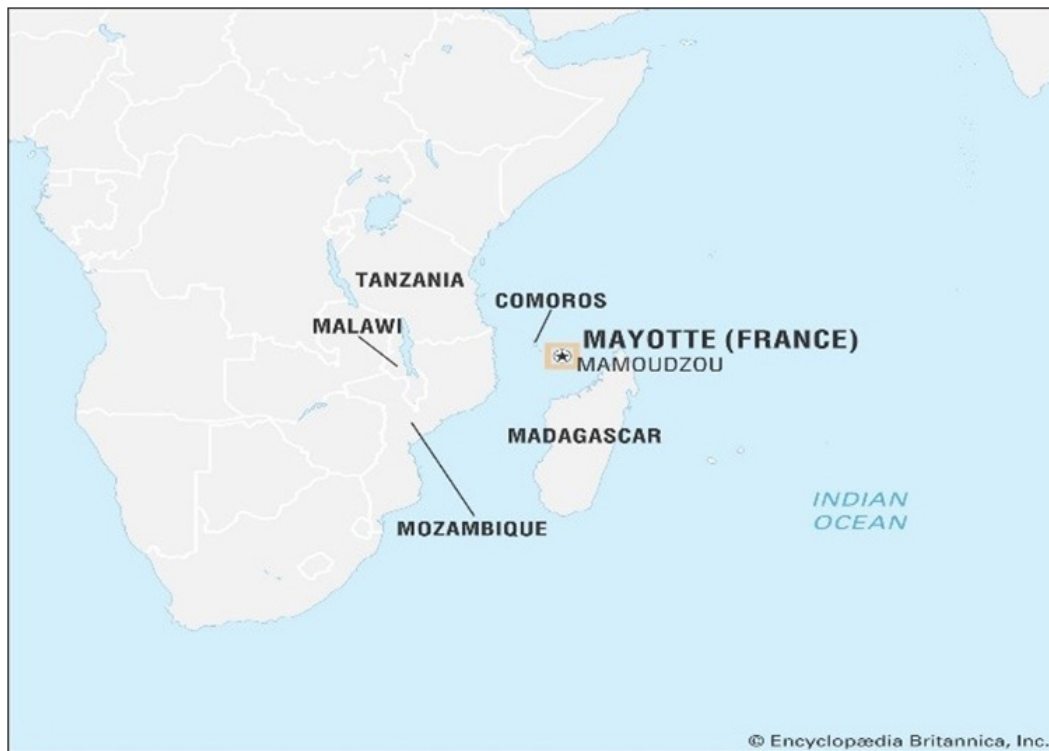 TANZANIA
COMOROS
MALAWI
MAYOTTE (FRANCE)
MAMOUDZOU
MADAGASCAR
INDIAN
OCEAN
MOZAMBIQUE
© Encyclopædia Britannica, Inc.